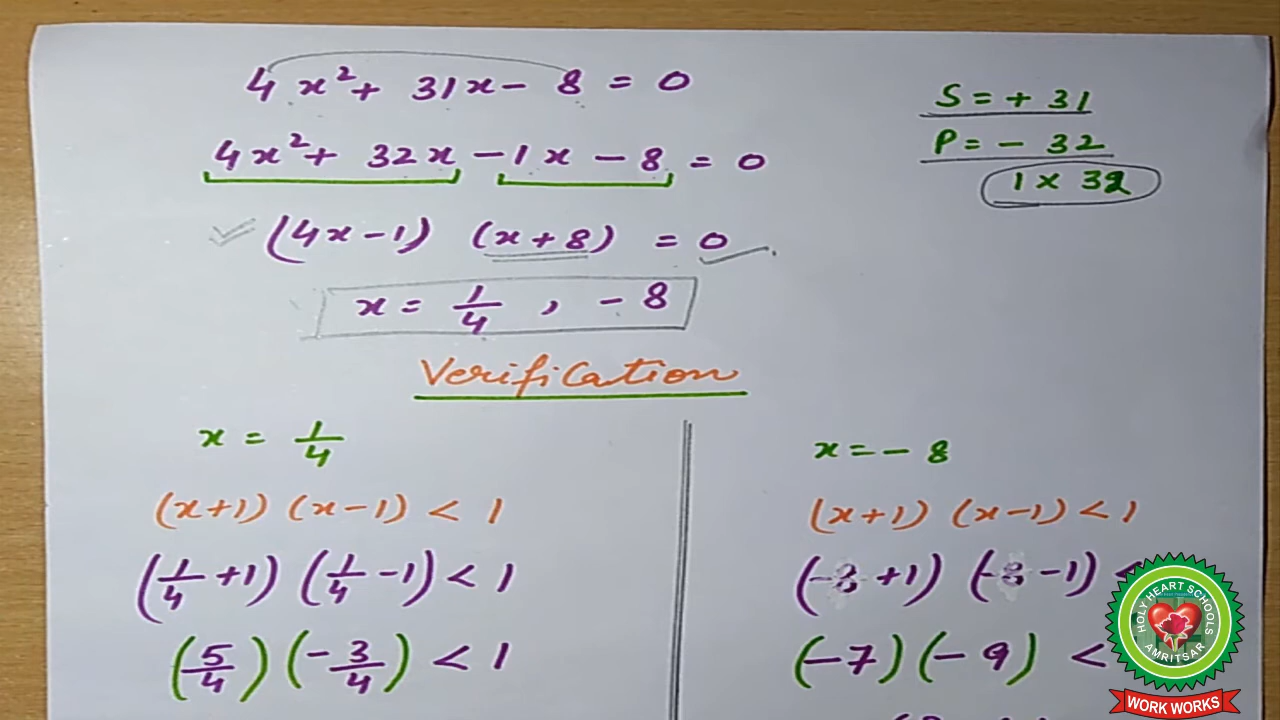 4x² + 31x - 8 = 0
S = + 31
P = - 32
1 x 32
4x² + 32x - 1x - 8 = 0
(4x-1) (x+8) = 0
x = 1/4 , - 8
Verification
x = 1/4
(x+1) (x-1) < 1
(1/4 +1) (1/4 -1) < 1
(5/4) (-3/4) < 1
x = - 8
(x+1) (x-1) < 1
(-8 +1) (-8 -1) <
(-7) (-9) <
HOLY HEART SCHOOLS
AMRITSAR
WORK WORKS